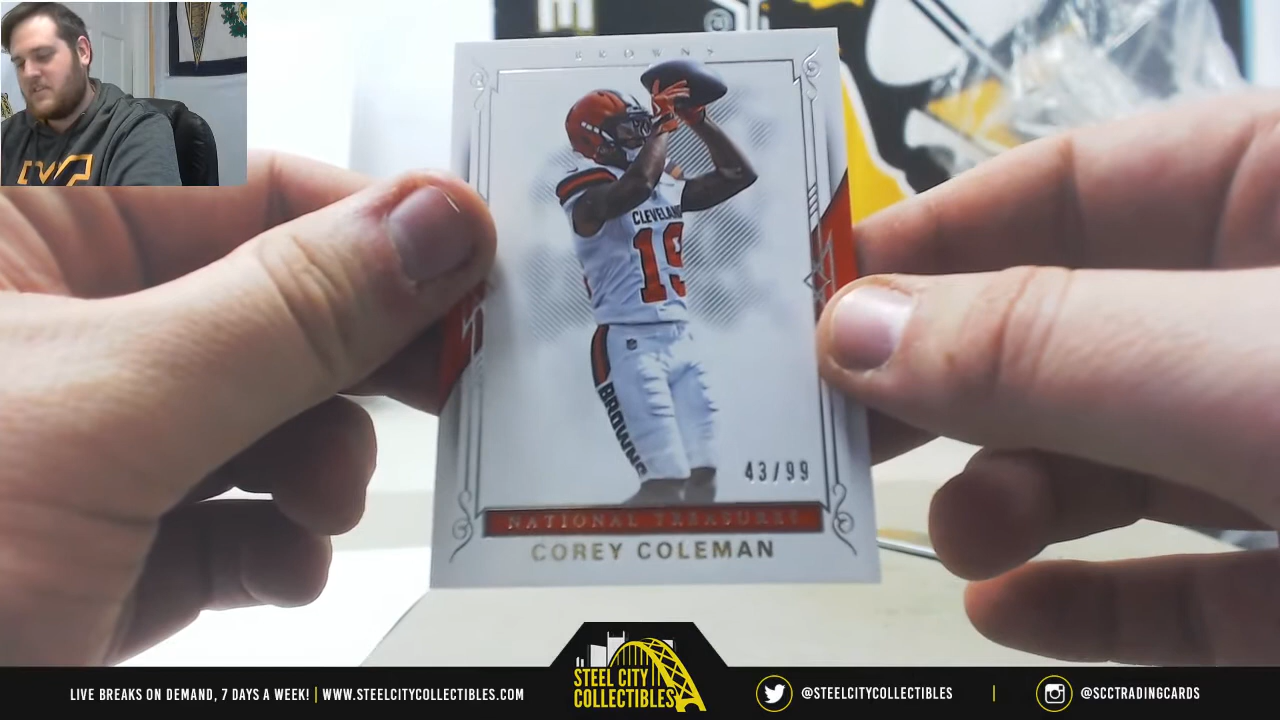 BROWNS
CLEVELAND
19
BROWNS
43/99
NATIONAL TREASURES
COREY COLEMAN
STEEL CITY
COLLECTIBLES
LIVE BREAKS ON DEMAND, 7 DAYS A WEEK! | WWW.STEELCITYCOLLECTIBLES.COM
@STEELCITYCOLLECTIBLES | @SCCTRADINGCARDS